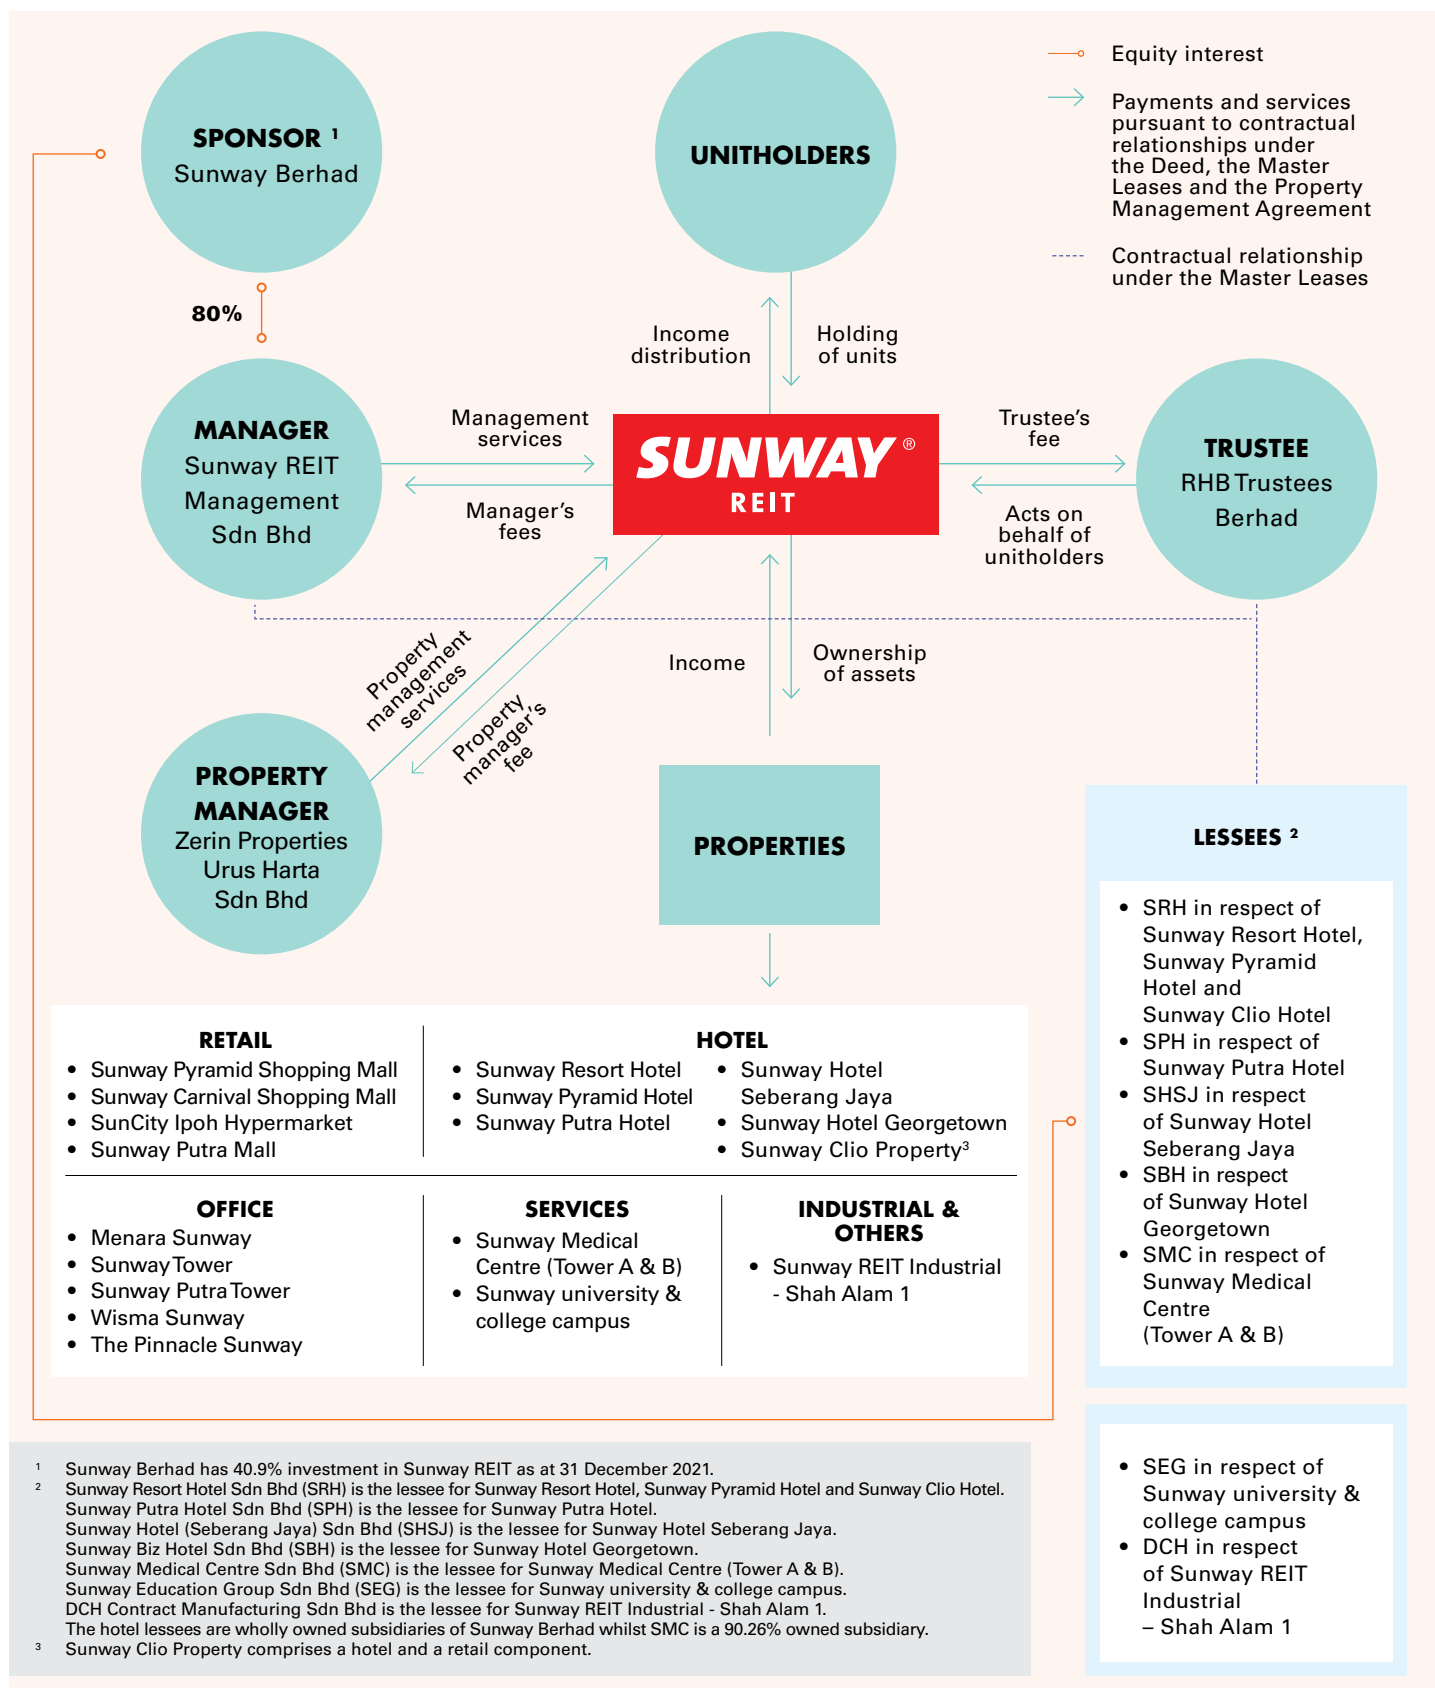 SPONSOR 1
Sunway Berhad
UNITHOLDERS
Equity interest
Payments and services
pursuant to contractual
relationships under
the Deed, the Master
Leases and the Property
Management Agreement
Contractual relationship
under the Master Leases
80%
Income
distribution
Holding
of units
MANAGER
Sunway REIT
Management
Sdn Bhd
Management
services
Manager's
fees
SUNWAY®
REIT
Trustee's
fee
Acts on
behalf of
unitholders
TRUSTEE
RHB Trustees
Berhad
Property
management
services
Property
manager's
fee
Income
Ownership
of assets
PROPERTY
MANAGER
Zerin Properties
Urus Harta
Sdn Bhd
PROPERTIES
LESSEES 2
• SRH in respect of
Sunway Resort Hotel,
Sunway Pyramid
Hotel and
Sunway Clio Hotel
• SPH in respect of
Sunway Putra Hotel
• SHSJ in respect
of Sunway Hotel
Seberang Jaya
• SBH in respect
of Sunway Hotel
Georgetown
• SMC in respect of
Sunway Medical
Centre
(Tower A & B)
RETAIL
• Sunway Pyramid Shopping Mall
• Sunway Carnival Shopping Mall
• SunCity Ipoh Hypermarket
• Sunway Putra Mall
HOTEL
• Sunway Resort Hotel
• Sunway Pyramid Hotel
• Sunway Putra Hotel
• Sunway Hotel
Seberang Jaya
• Sunway Hotel Georgetown
• Sunway Clio Property3
OFFICE
• Menara Sunway
• Sunway Tower
• Sunway Putra Tower
• Wisma Sunway
• The Pinnacle Sunway
SERVICES
• Sunway Medical
Centre (Tower A & B)
• Sunway university &
college campus
INDUSTRIAL &
OTHERS
• Sunway REIT Industrial
- Shah Alam 1
• SEG in respect of
Sunway university &
college campus
• DCH in respect
of Sunway REIT
Industrial
– Shah Alam 1
1 Sunway Berhad has 40.9% investment in Sunway REIT as at 31 December 2021.
2 Sunway Resort Hotel Sdn Bhd (SRH) is the lessee for Sunway Resort Hotel, Sunway Pyramid Hotel and Sunway Clio Hotel.
Sunway Putra Hotel Sdn Bhd (SPH) is the lessee for Sunway Putra Hotel.
Sunway Hotel (Seberang Jaya) Sdn Bhd (SHSJ) is the lessee for Sunway Hotel Seberang Jaya.
Sunway Biz Hotel Sdn Bhd (SBH) is the lessee for Sunway Hotel Georgetown.
Sunway Medical Centre Sdn Bhd (SMC) is the lessee for Sunway Medical Centre (Tower A & B).
Sunway Education Group Sdn Bhd (SEG) is the lessee for Sunway university & college campus.
DCH Contract Manufacturing Sdn Bhd is the lessee for Sunway REIT Industrial - Shah Alam 1.
The hotel lessees are wholly owned subsidiaries of Sunway Berhad whilst SMC is a 90.26% owned subsidiary.
3 Sunway Clio Property comprises a hotel and a retail component.